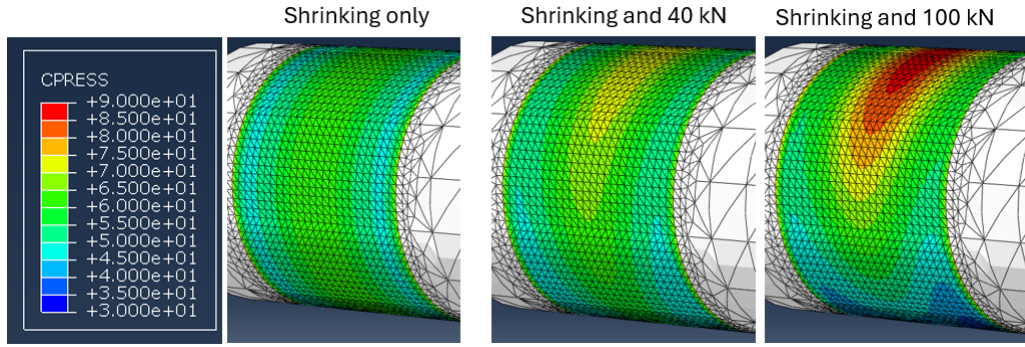 Shrinking only
Shrinking and 40 kN
Shrinking and 100 kN
CPRESS
+9.000e+01
+8.500e+01
+8.000e+01
+7.500e+01
+7.000e+01
+6.500e+01
+6.000e+01
+5.500e+01
+5.000e+01
+4.500e+01
+4.000e+01
+3.500e+01
+3.000e+01